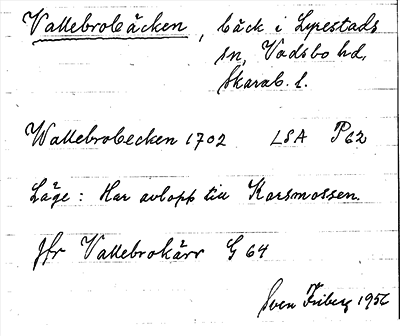 Vallebrobäcken, bäck i Lyrestads
sn, Vadsbo hd,
Skarab. l.
Wallebrobecken 1702 LSA P62
Läge: Har avlopp till Karsmossen.
Jfr Vallebrokärr G 64
Sven Friberg 1956